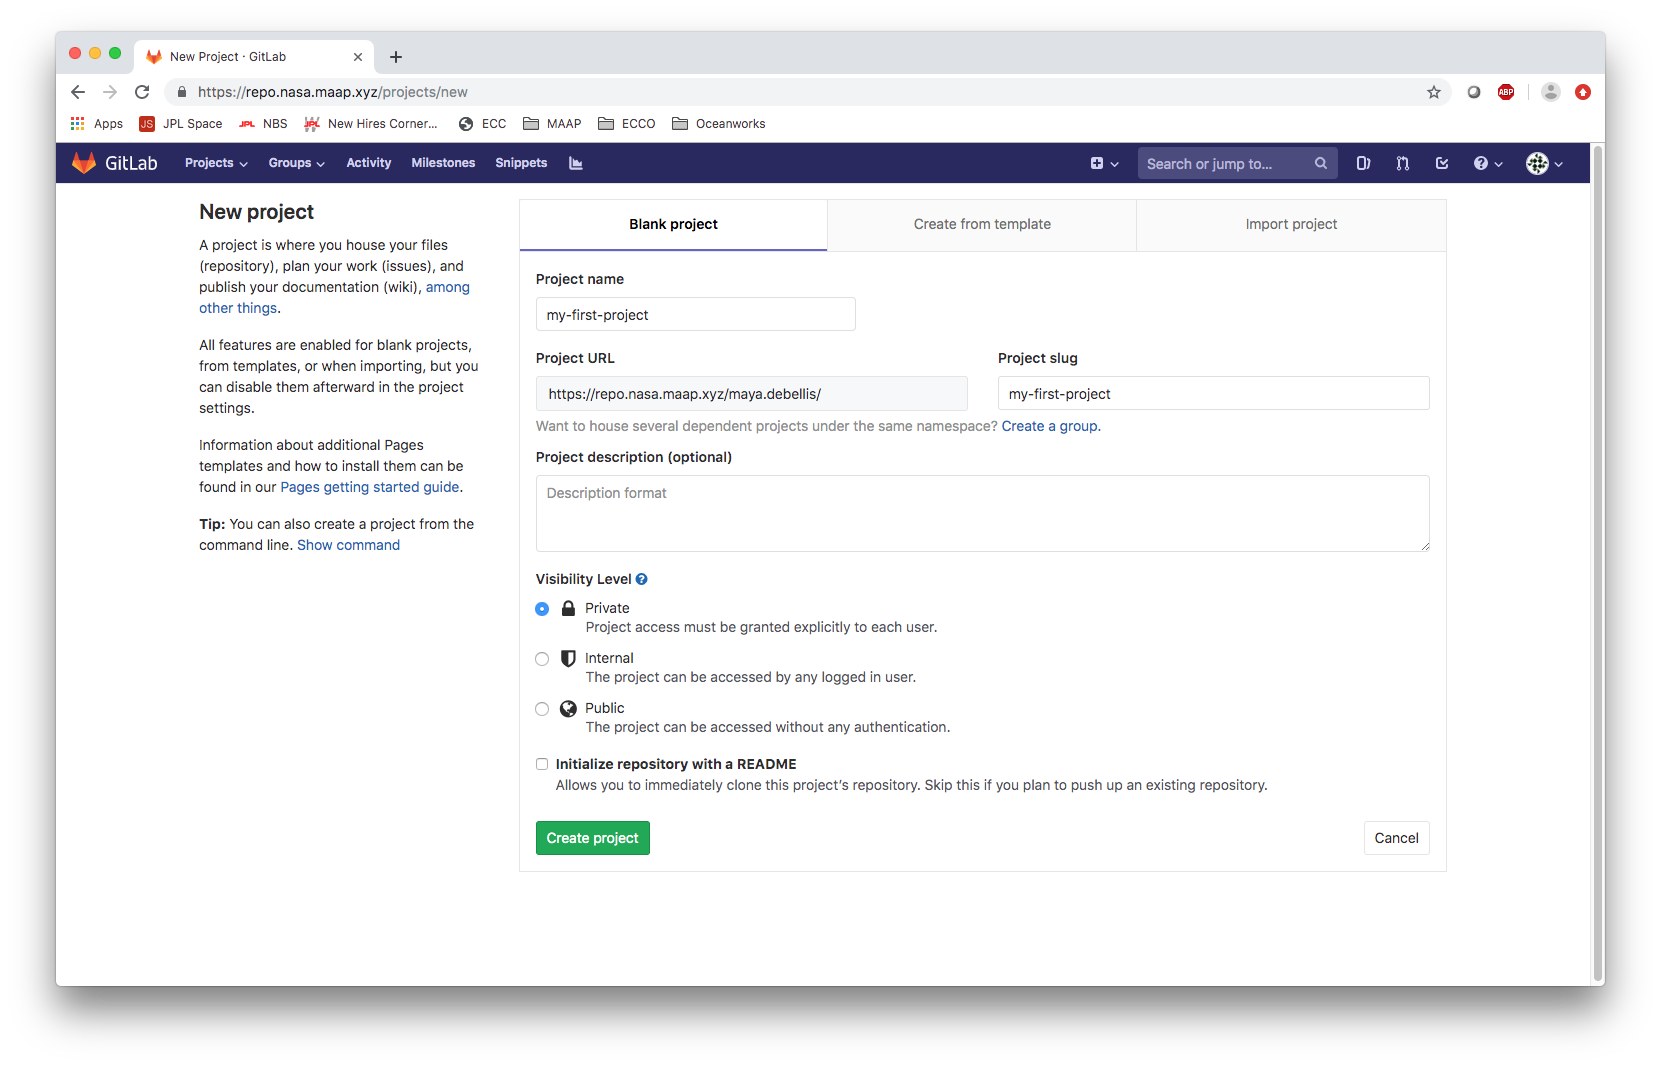 New Project · GitLab
https://repo.nasa.maap.xyz/projects/new
ABP
Apps
JS
JPL Space
JPL
NBS
JPL
New Hires Corner...
ECC
MAAP
ECCO
Oceanworks
GitLab
Projects
Groups
Activity
Milestones
Snippets
Search or jump to...
New project
A project is where you house your files
(repository), plan your work (issues), and
publish your documentation (wiki), among
other things.
All features are enabled for blank projects,
from templates, or when importing, but you
can disable them afterward in the project
settings.
Information about additional Pages
templates and how to install them can be
found in our Pages getting started guide.
Tip: You can also create a project from the
command line. Show command
Blank project
Create from template
Import project
Project name
my-first-project
Project URL
Project slug
https://repo.nasa.maap.xyz/maya.debellis/
my-first-project
Want to house several dependent projects under the same namespace? Create a group.
Project description (optional)
Description format
Visibility Level ?
Private
Project access must be granted explicitly to each user.
Internal
The project can be accessed by any logged in user.
Public
The project can be accessed without any authentication.
Initialize repository with a README
Allows you to immediately clone this project's repository. Skip this if you plan to push up an existing repository.
Create project
Cancel